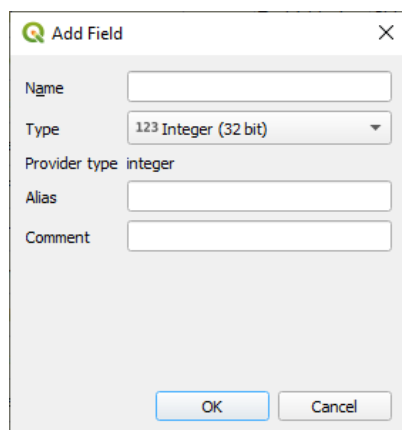 Add Field
Name
Type 123 Integer (32 bit)
Provider type integer
Alias
Comment
OK Cancel